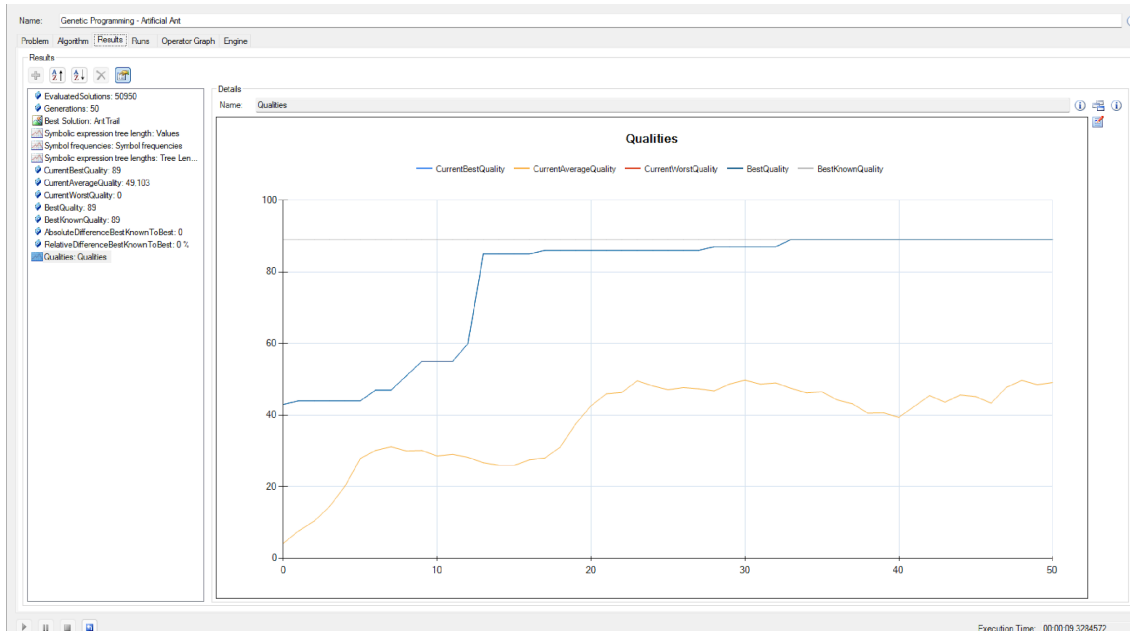 Name: Genetic Programming - Artificial Ant
Problem Algorithm Results Runs Operator Graph Engine
Results
EvaluatedSolutions: 50950
Generations: 50
Best Solution: AntTrail
Symbolic expression tree length: Values
Symbol frequencies: Symbol frequencies
Symbolic expression tree lengths: Tree Len...
CurrentBestQuality: 89
CurrentAverageQuality: 49.103
CurrentWorstQuality: 0
BestQuality: 89
BestKnownQuality: 89
AbsoluteDifferenceBestKnownToBest: 0
RelativeDifferenceBestKnownToBest: 0 %
Qualities: Qualities
Details
Name Qualities
Qualities
CurrentBestQuality CurrentAverageQuality CurrentWorstQuality BestQuality BestKnownQuality
100
80
60
40
20
0
0 10 20 30 40 50
Execution Time: 00:00:09.3284572